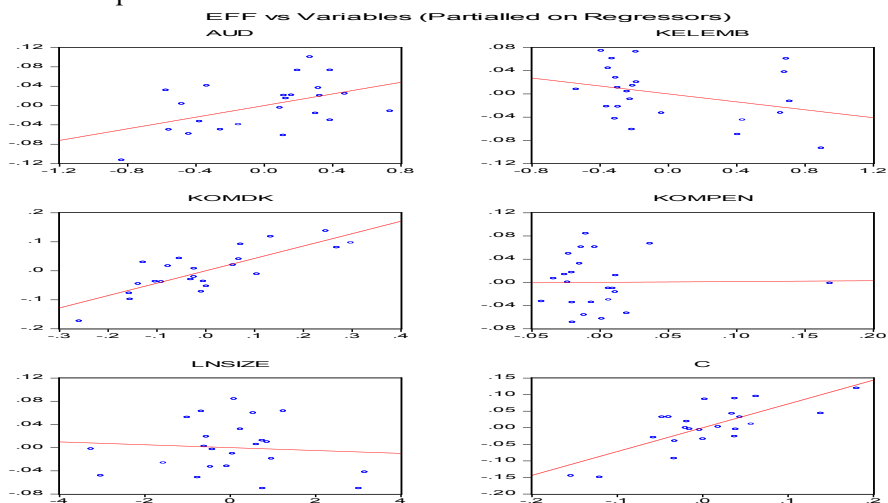 EFF vs Variables (Partialled on Regressors)
AUD
KELEMB
.12
.08
.04
.00
-.04
-.08
-.12
-1.2 -0.8 -0.4 0.0 0.4 0.8
.08
.04
.00
-.04
-.08
-.12
-0.8 -0.4 0.0 0.4 0.8 1.2
KOMDK
KOMPEN
.2
.1
.0
-.1
-.2
-.3 -.2 -.1 .0 .1 .2 .3 .4
.12
.08
.04
.00
-.04
-.08
-.05 .00 .05 .10 .15 .20
LNSIZE
C
.12
.08
.04
.00
-.04
-.08
-4 -2 0 2 4
.15
.10
.05
.00
-.05
-.10
-.15
-.20
-.2 -.1 .0 .1 .2